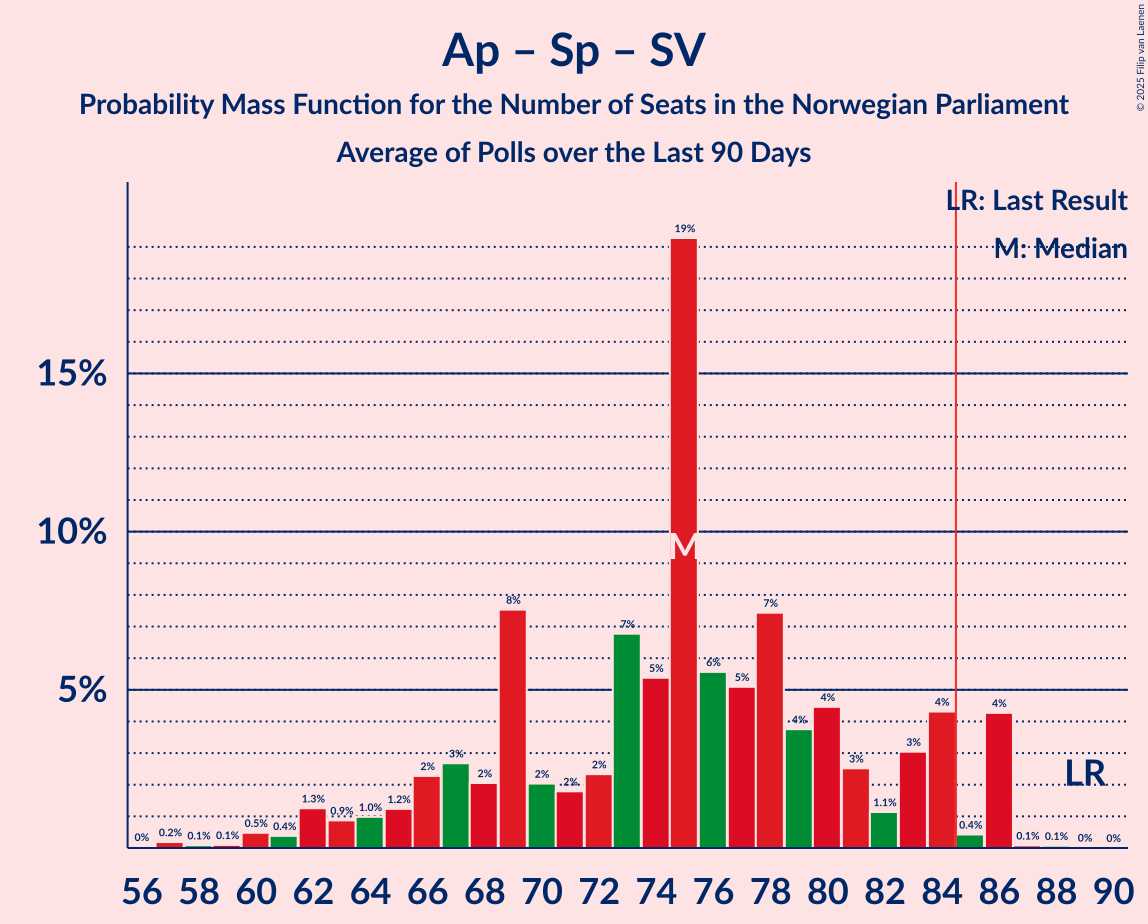 Ap – Sp – SV
Probability Mass Function for the Number of Seats in the Norwegian Parliament
Average of Polls over the Last 90 Days
© 2025 Filip van Laenen
LR: Last Result
M: Median
15%
10%
5%
0% 0.2% 0.1% 0.1% 0.5% 0.4% 1.3% 0.9% 1.0% 1.2% 2% 3% 2% 8% 2% 2% 2% 7% 5% 19% 6% 5% 7% 4% 4% 3% 1.1% 3% 4% 0.4% 4% 0.1% 0.1% 0% 0%
M
LR
56 58 60 62 64 66 68 70 72 74 76 78 80 82 84 86 88 90